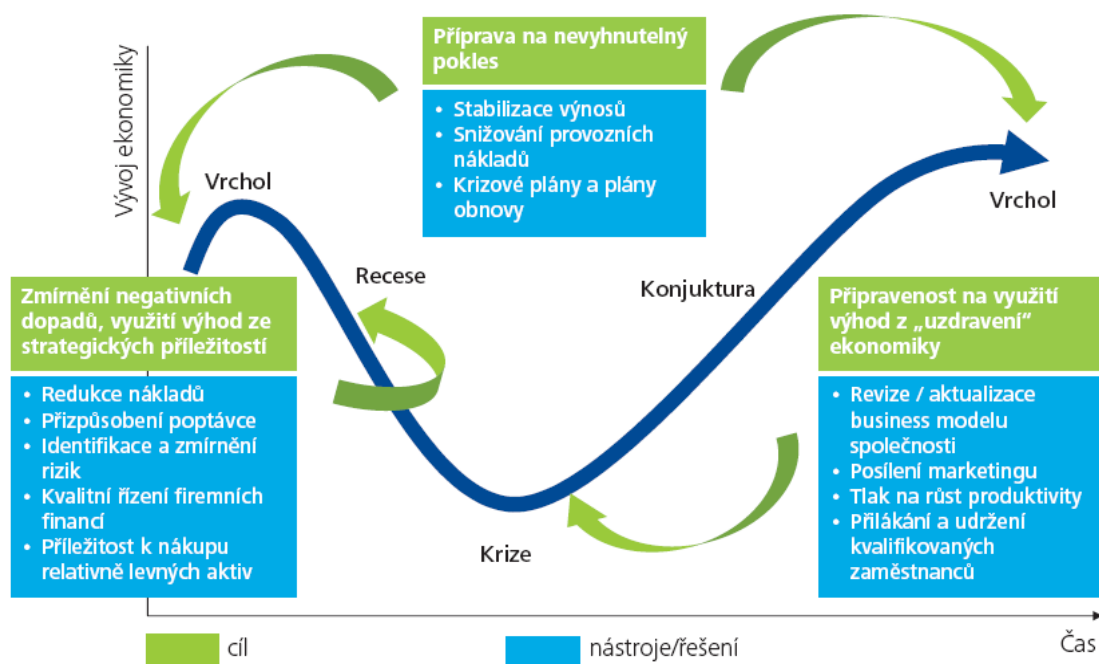 Vývoj ekonomiky
Příprava na nevyhnutelný
pokles
• Stabilizace výnosů
• Snižování provozních
nákladů
• Krizové plány a plány
obnovy
Vrchol
Vrchol
Recese
Konjuktura
Zmírnění negativních
dopadů, využití výhod ze
strategických příležitostí
• Redukce nákladů
• Přizpůsobení poptávce
• Identifikace a zmírnění
rizik
• Kvalitní řízení firemních
financí
• Příležitost k nákupu
relativně levných aktiv
Připravenost na využití
výhod z „uzdravení“
ekonomiky
• Revize / aktualizace
business modelu
společnosti
• Posílení marketingu
• Tlak na růst produktivity
• Přilákání a udržení
kvalifikovaných
zaměstnanců
Krize
Čas
cíl
nástroje/řešení